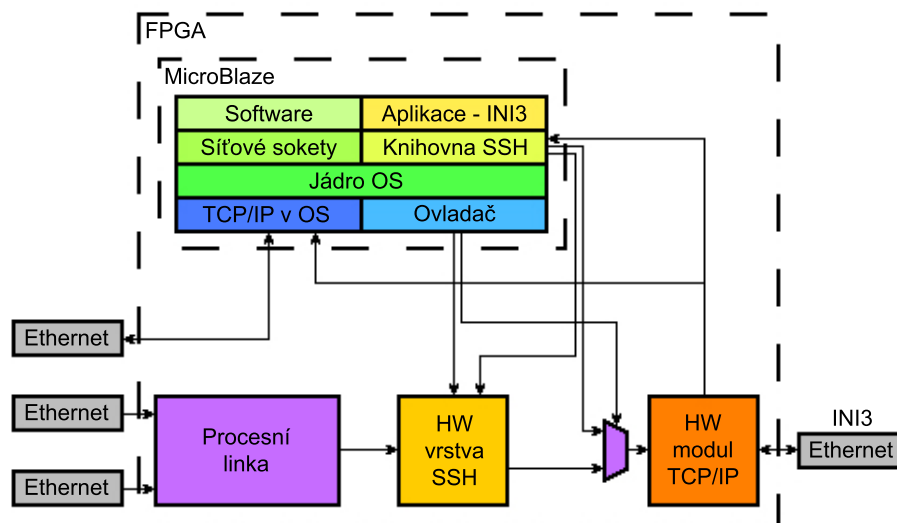 FPGA
MicroBlaze
Software
Aplikace - INI3
Síťové sokety
Knihovna SSH
Jádro OS
TCP/IP v OS
Ovladač
Ethernet
Ethernet
Ethernet
Procesní
linka
HW
vrstva
SSH
HW
modul
TCP/IP
INI3
Ethernet